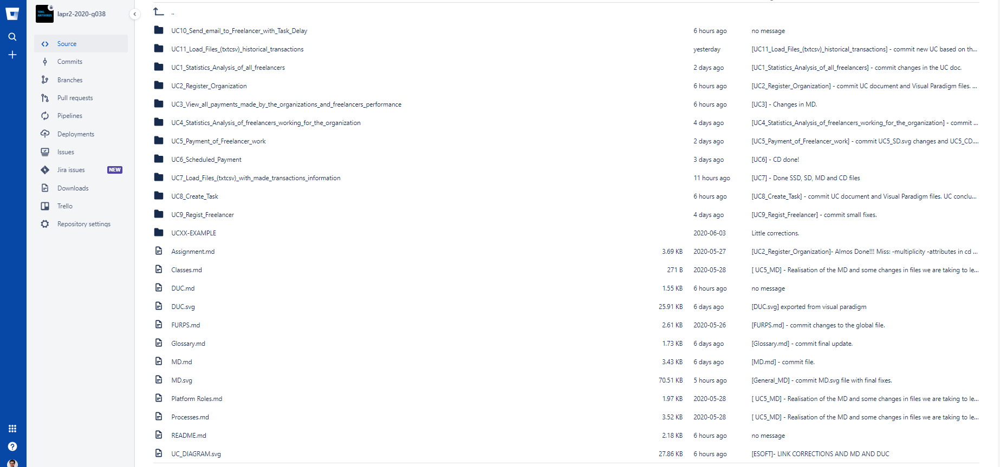 TOXL
ANTIVIRUS
lapr2-2020-g038
Source
Commits
Branches
Pull requests
Pipelines
Deployments
Issues
Jira issues NEW
Downloads
Trello
Repository settings
..
UC10_Send_email_to_Freelancer_with_Task_Delay 6 hours ago no message
UC11_Load_Files_(txtcsv)_historical_transactions yesterday [UC11_Load_Files_(txtcsv)_historical_transactions] - commit new UC based on th...
UC1_Statistics_Analysis_of_all_freelancers 2 days ago [UC1_Statistics_Analysis_of_all_freelancers] - commit changes in the UC doc.
UC2_Register_Organization 6 hours ago [UC2_Register_Organization] - commit UC document and Visual Paradigm files. ...
UC3_View_all_payments_made_by_the_organizations_and_freelancers_performance 6 hours ago [UC3] - Changes in MD.
UC4_Statistics_Analysis_of_freelancers_working_for_the_organization 4 days ago [UC4_Statistics_Analysis_of_freelancers_working_for_the_organization] - commit ...
UC5_Payment_of_Freelancer_work 2 days ago [UC5_Payment_of_Freelancer_work] - commit UC5_SD.svg changes and UC5_CD....
UC6_Scheduled_Payment 3 days ago [UC6] - CD done!
UC7_Load_Files_(txtcsv)_with_made_transactions_information 11 hours ago [UC7] - Done SSD, SD, MD and CD files
UC8_Create_Task 6 hours ago [UC8_Create_Task] - commit UC document and Visual Paradigm files. UC conclu...
UC9_Regist_Freelancer 4 days ago [UC9_Regist_Freelancer] - commit small fixes.
UCXX-EXAMPLE 2020-06-03 Little corrections.
Assignment.md 3.69 KB 2020-05-27 [UC2_Register_Organization]- Almos Done!!! Miss: -multiplicity -attributes in cd ...
Classes.md 271 B 2020-05-28 [ UC5_MD] - Realisation of the MD and some changes in files we are taking to le...
DUC.md 1.55 KB 6 hours ago no message
DUC.svg 25.91 KB 6 days ago [DUC.svg] exported from visual paradigm
FURPS.md 2.61 KB 2020-05-26 [FURPS.md] - commit changes to the global file.
Glossary.md 1.73 KB 6 days ago [Glossary.md] - commit final update.
MD.md 3.43 KB 6 days ago [MD.md] - commit file.
MD.svg 70.51 KB 5 hours ago [General_MD] - commit MD.svg file with final fixes.
Platform Roles.md 1.97 KB 2020-05-28 [ UC5_MD] - Realisation of the MD and some changes in files we are taking to le...
Processes.md 3.52 KB 2020-05-28 [ UC5_MD] - Realisation of the MD and some changes in files we are taking to le...
README.md 2.18 KB 6 hours ago no message
UC_DIAGRAM.svg 27.86 KB 6 hours ago [ESOFT]- LINK CORRECTIONS AND MD AND DUC